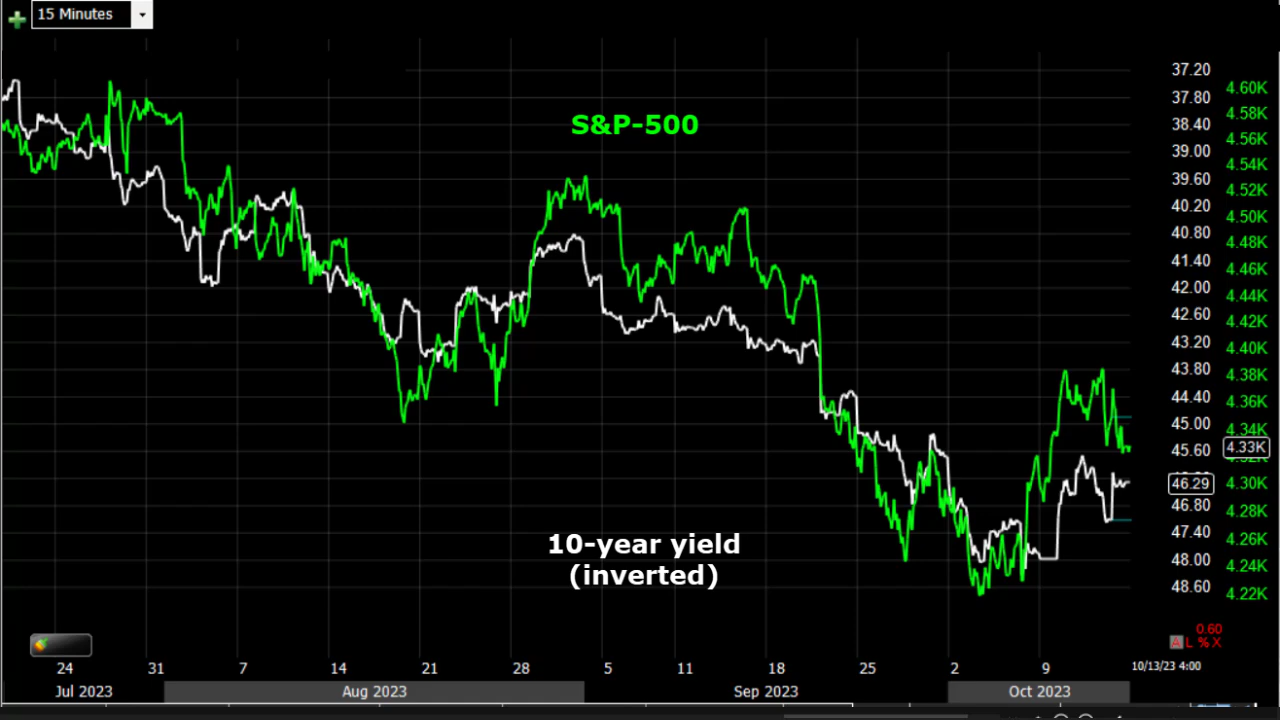 15 Minutes
S&P-500
10-year yield
(inverted)
37.20
37.80
38.40
39.00
39.60
40.20
40.80
41.40
42.00
42.60
43.20
43.80
44.40
45.00
45.60
46.29
46.80
47.40
48.00
48.60
4.60K
4.58K
4.56K
4.54K
4.52K
4.50K
4.48K
4.46K
4.44K
4.42K
4.40K
4.38K
4.36K
4.34K
4.33K
4.30K
4.28K
4.26K
4.24K
4.22K
0.60
A L % X
24 31 7 14 21 28 5 11 18 25 2 9 10/13/23 4:00
Jul 2023 Aug 2023 Sep 2023 Oct 2023